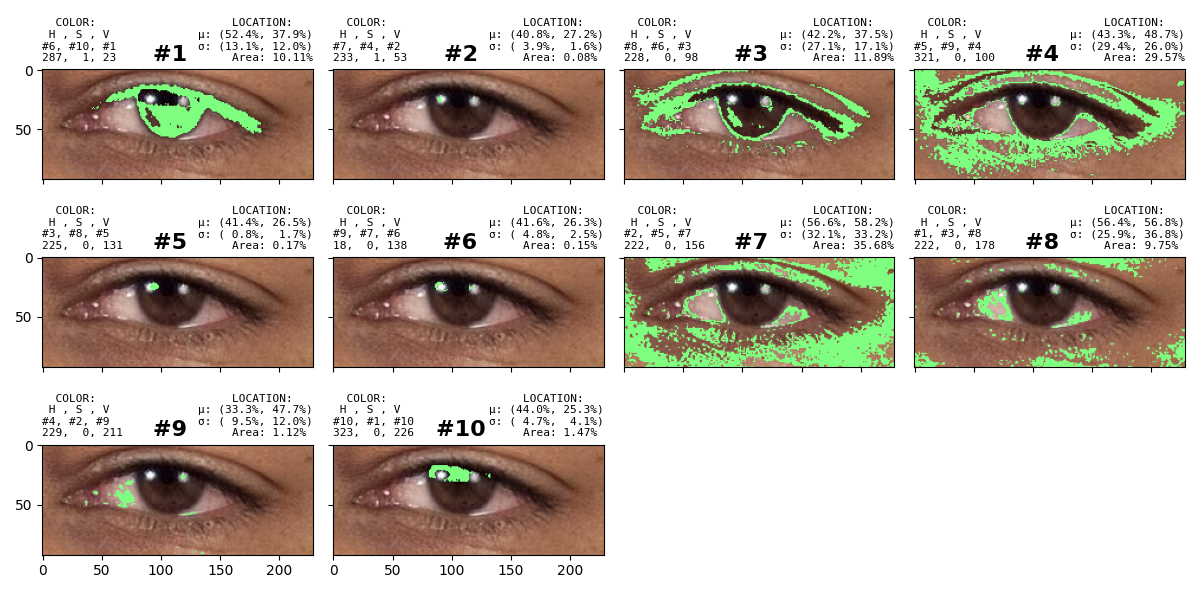 COLOR: LOCATION:
H , S , V μ: (52.4%, 37.9%)
#6, #10, #1 σ: (13.1%, 12.0%)
287, 1, 23 #1 Area: 10.11%
COLOR: LOCATION:
H , S , V μ: (40.8%, 27.2%)
#7, #4, #2 σ: ( 3.9%, 1.6%)
233, 1, 53 #2 Area: 0.08%
COLOR: LOCATION:
H , S , V μ: (42.2%, 37.5%)
#8, #6, #3 σ: (27.1%, 17.1%)
228, 0, 98 #3 Area: 11.89%
COLOR: LOCATION:
H , S , V μ: (43.3%, 48.7%)
#5, #9, #4 σ: (29.4%, 26.0%)
321, 0, 100 #4 Area: 29.57%
0
50
COLOR: LOCATION:
H , S , V μ: (41.4%, 26.5%)
#3, #8, #5 σ: ( 0.8%, 1.7%)
225, 0, 131 #5 Area: 0.17%
COLOR: LOCATION:
H , S , V μ: (41.6%, 26.3%)
#9, #7, #6 σ: ( 4.8%, 2.5%)
18, 0, 138 #6 Area: 0.15%
COLOR: LOCATION:
H , S , V μ: (56.6%, 58.2%)
#2, #5, #7 σ: (32.1%, 33.2%)
222, 0, 156 #7 Area: 35.68%
COLOR: LOCATION:
H , S , V μ: (56.4%, 56.8%)
#1, #3, #8 σ: (25.9%, 36.8%)
222, 0, 178 #8 Area: 9.75%
0
50
COLOR: LOCATION:
H , S , V μ: (33.3%, 47.7%)
#4, #2, #9 σ: ( 9.5%, 12.0%)
229, 0, 211 #9 Area: 1.12%
COLOR: LOCATION:
H , S , V μ: (44.0%, 25.3%)
#10, #1, #10 σ: ( 4.7%, 4.1%)
323, 0, 226 #10 Area: 1.47%
0
50
0 50 100 150 200
0 50 100 150 200